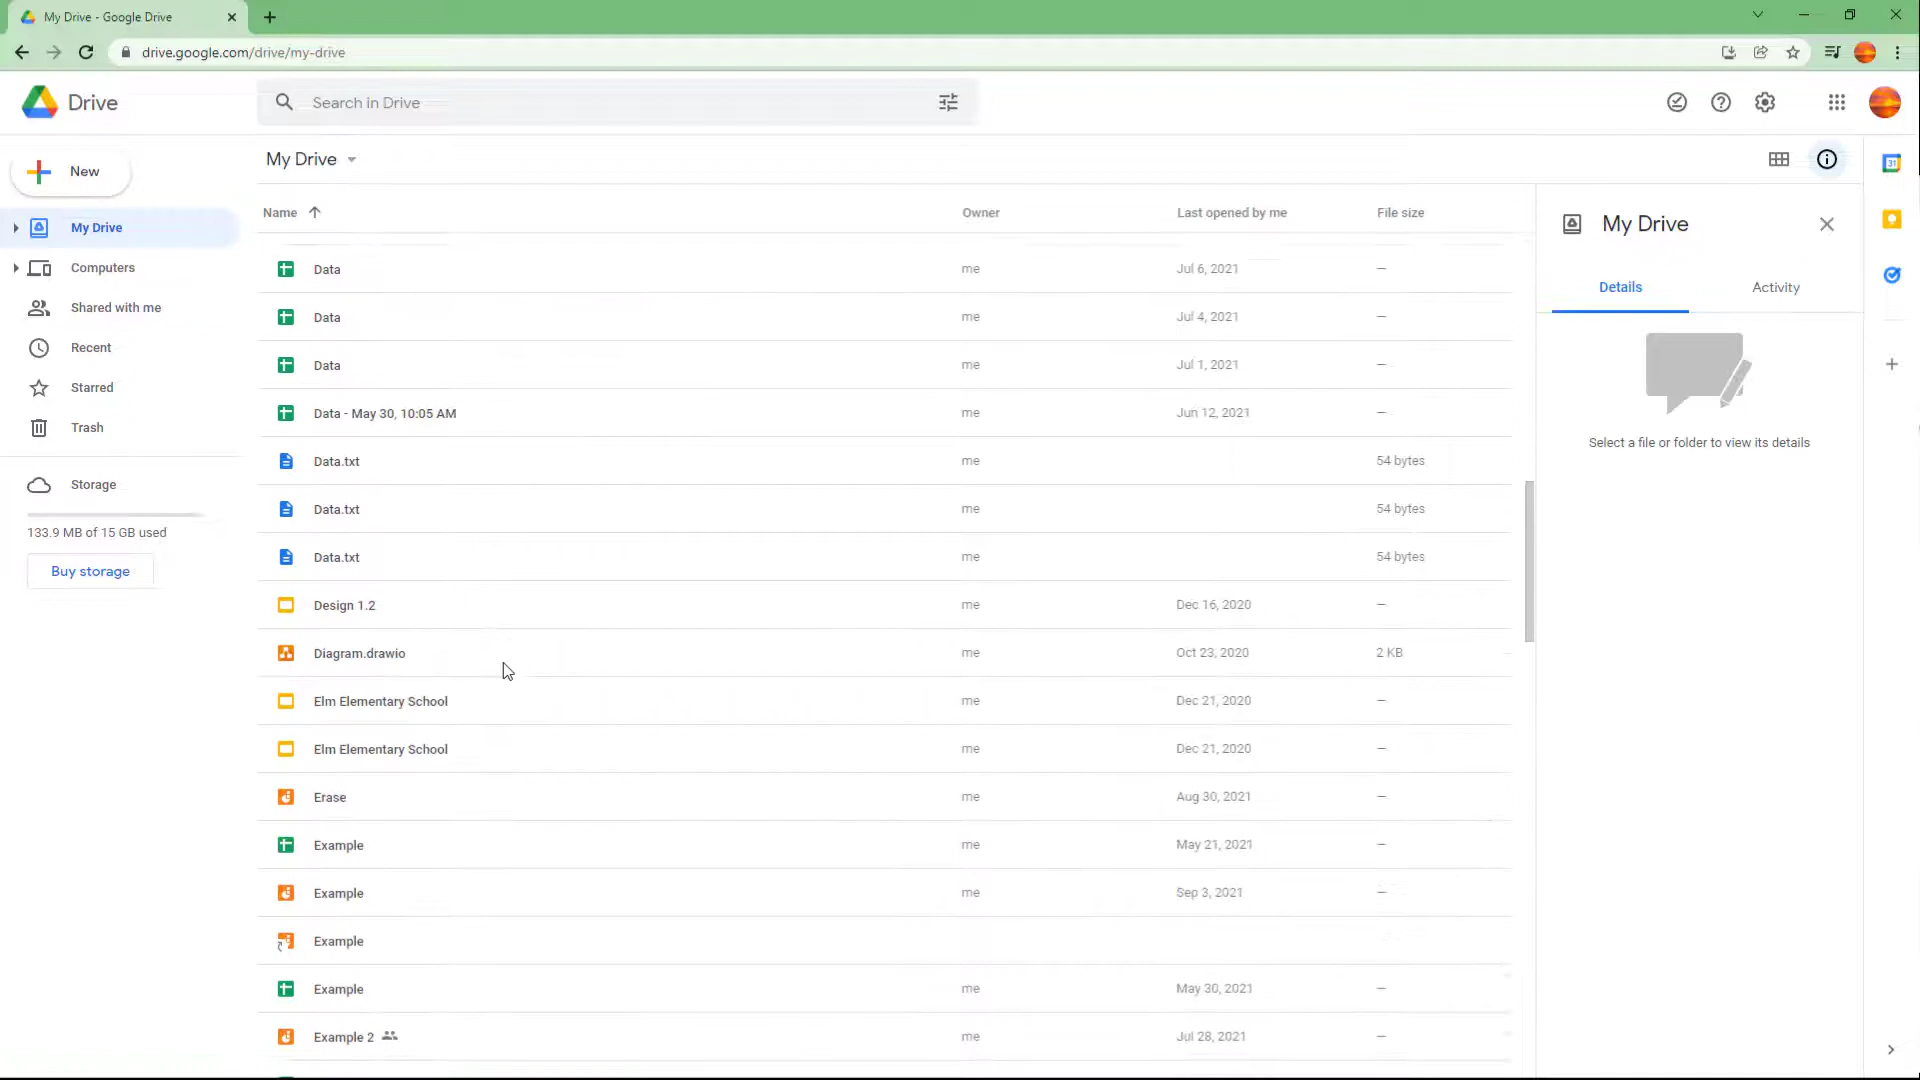 My Drive - Google Drive
drive.google.com/drive/my-drive
Drive
Search in Drive
New
My Drive
Computers
Shared with me
Recent
Starred
Trash
Storage
133.9 MB of 15 GB used
Buy storage
My Drive
Name Owner Last opened by me File size
Data me Jul 6, 2021 —
Data me Jul 4, 2021 —
Data me Jul 1, 2021 —
Data - May 30, 10:05 AM me Jun 12, 2021 —
Data.txt me 54 bytes
Data.txt me 54 bytes
Data.txt me 54 bytes
Design 1.2 me Dec 16, 2020 —
Diagram.drawio me Oct 23, 2020 2 KB
Elm Elementary School me Dec 21, 2020 —
Elm Elementary School me Dec 21, 2020 —
Erase me Aug 30, 2021 —
Example me May 21, 2021 —
Example me Sep 3, 2021 —
Example
Example me May 30, 2021 —
Example 2 me Jul 28, 2021 —
My Drive
Details Activity
Select a file or folder to view its details
31